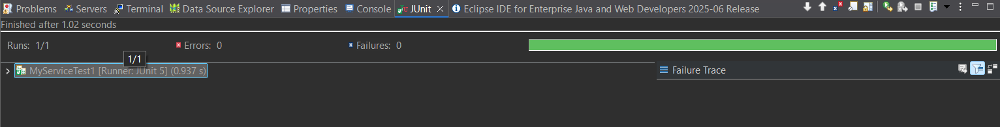 Problems Servers Terminal Data Source Explorer Properties Console JUnit Eclipse IDE for Enterprise Java and Web Developers 2025-06 Release
Finished after 1.02 seconds
Runs: 1/1 Errors: 0 Failures: 0
1/1
MyServiceTest1 [Runner: JUnit 5] (0.937 s) Failure Trace